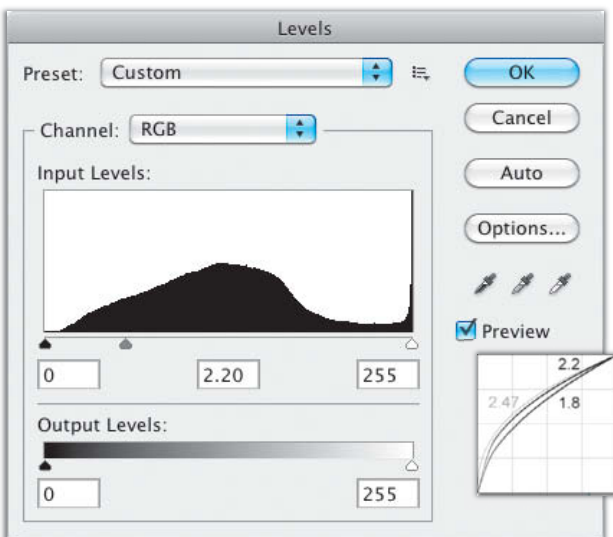 Levels
Preset: Custom
OK
Channel: RGB
Cancel
Input Levels:
Auto
Options...
Preview
0 2.20 255
2.2
2.47 1.8
Output Levels:
0 255